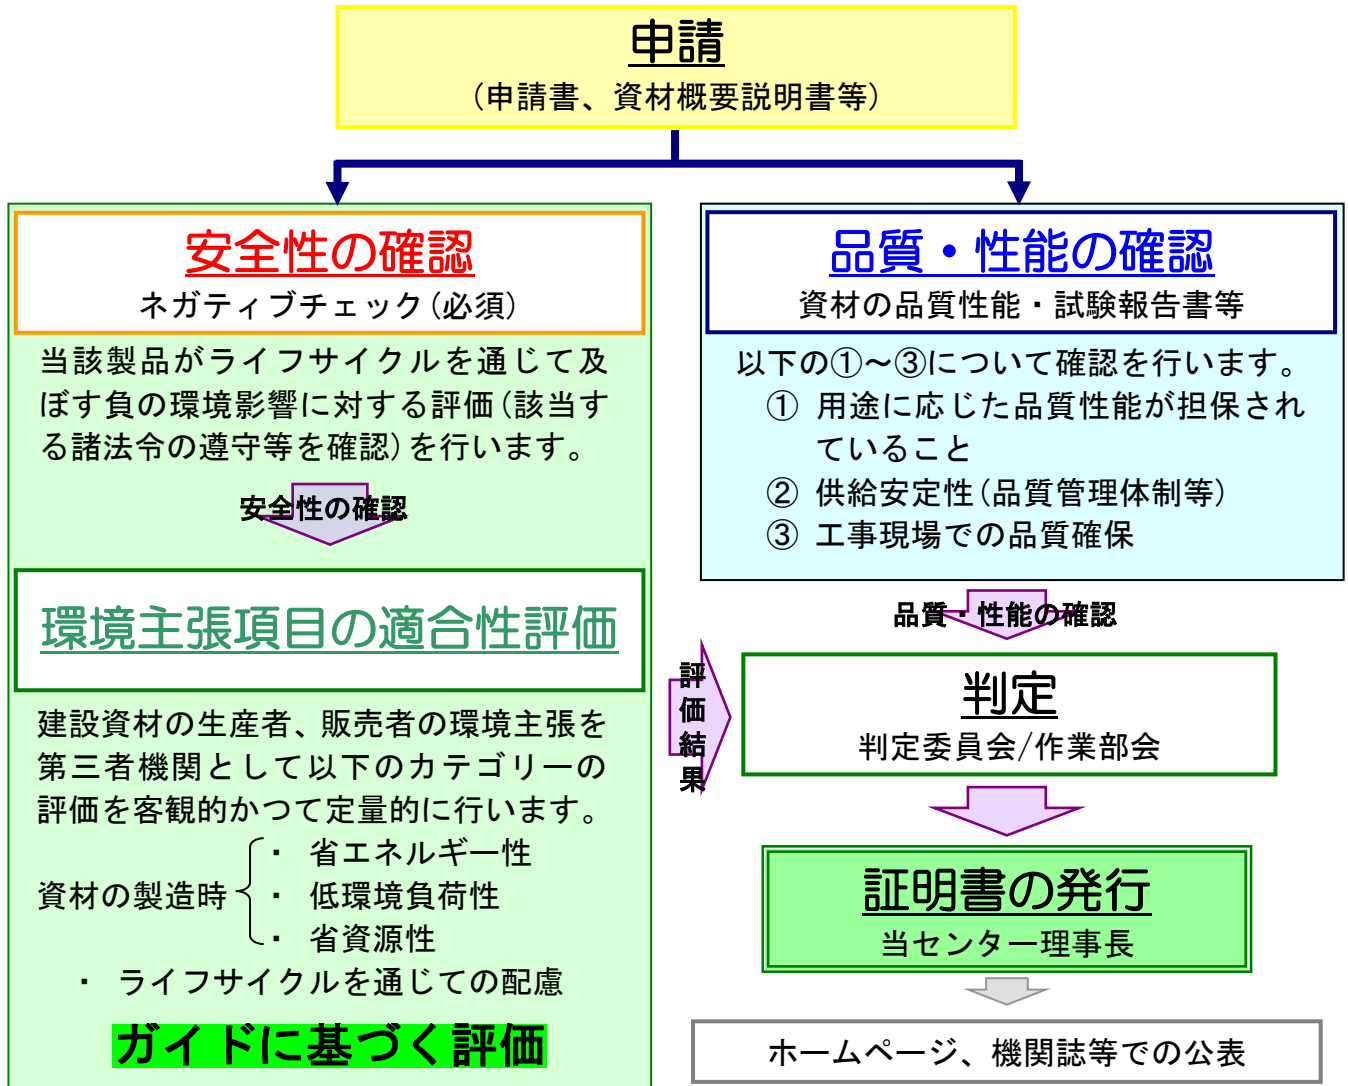 申請
(申請書、資材概要説明書等)
安全性の確認
ネガティブチェック(必須)
当該製品がライフサイクルを通じて及
ぼす負の環境影響に対する評価(該当す
る諸法令の遵守等を確認)を行います。
安全性の確認
環境主張項目の適合性評価
建設資材の生産者、販売者の環境主張を
第三者機関として以下のカテゴリーの
評価を客観的かつて定量的に行います。
・ 省エネルギー性
資材の製造時 ・ 低環境負荷性
・ 省資源性
・ ライフサイクルを通じての配慮
ガイドに基づく評価
品質・性能の確認
資材の品質性能・試験報告書等
以下の①~③について確認を行います。
① 用途に応じた品質性能が担保され
ていること
② 供給安定性(品質管理体制等)
③ 工事現場での品質確保
品質・性能の確認
評価結果
判定
判定委員会/作業部会
証明書の発行
当センター理事長
ホームページ、機関誌等での公表